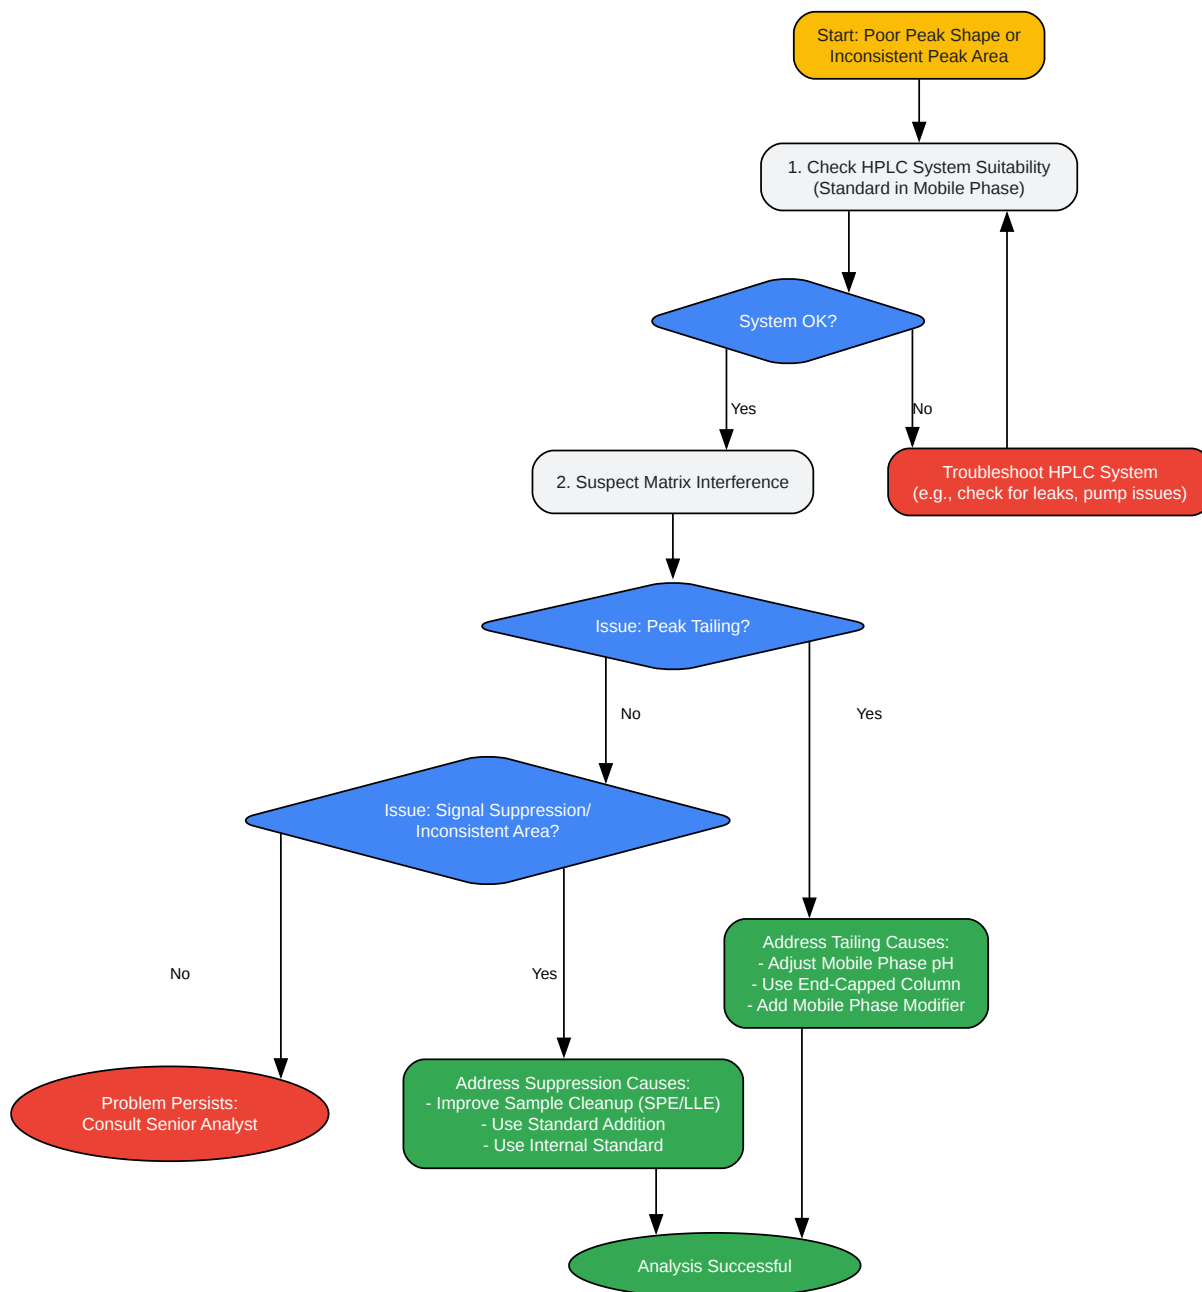 Start: Poor Peak Shape or
Inconsistent Peak Area
1. Check HPLC System Suitability
(Standard in Mobile Phase)
System OK?
Yes
No
2. Suspect Matrix Interference
Troubleshoot HPLC System
(e.g., check for leaks, pump issues)
Issue: Peak Tailing?
No
Yes
Issue: Signal Suppression/
Inconsistent Area?
No
Yes
Address Tailing Causes:
- Adjust Mobile Phase pH
- Use End-Capped Column
- Add Mobile Phase Modifier
Problem Persists:
Consult Senior Analyst
Address Suppression Causes:
- Improve Sample Cleanup (SPE/LLE)
- Use Standard Addition
- Use Internal Standard
Analysis Successful